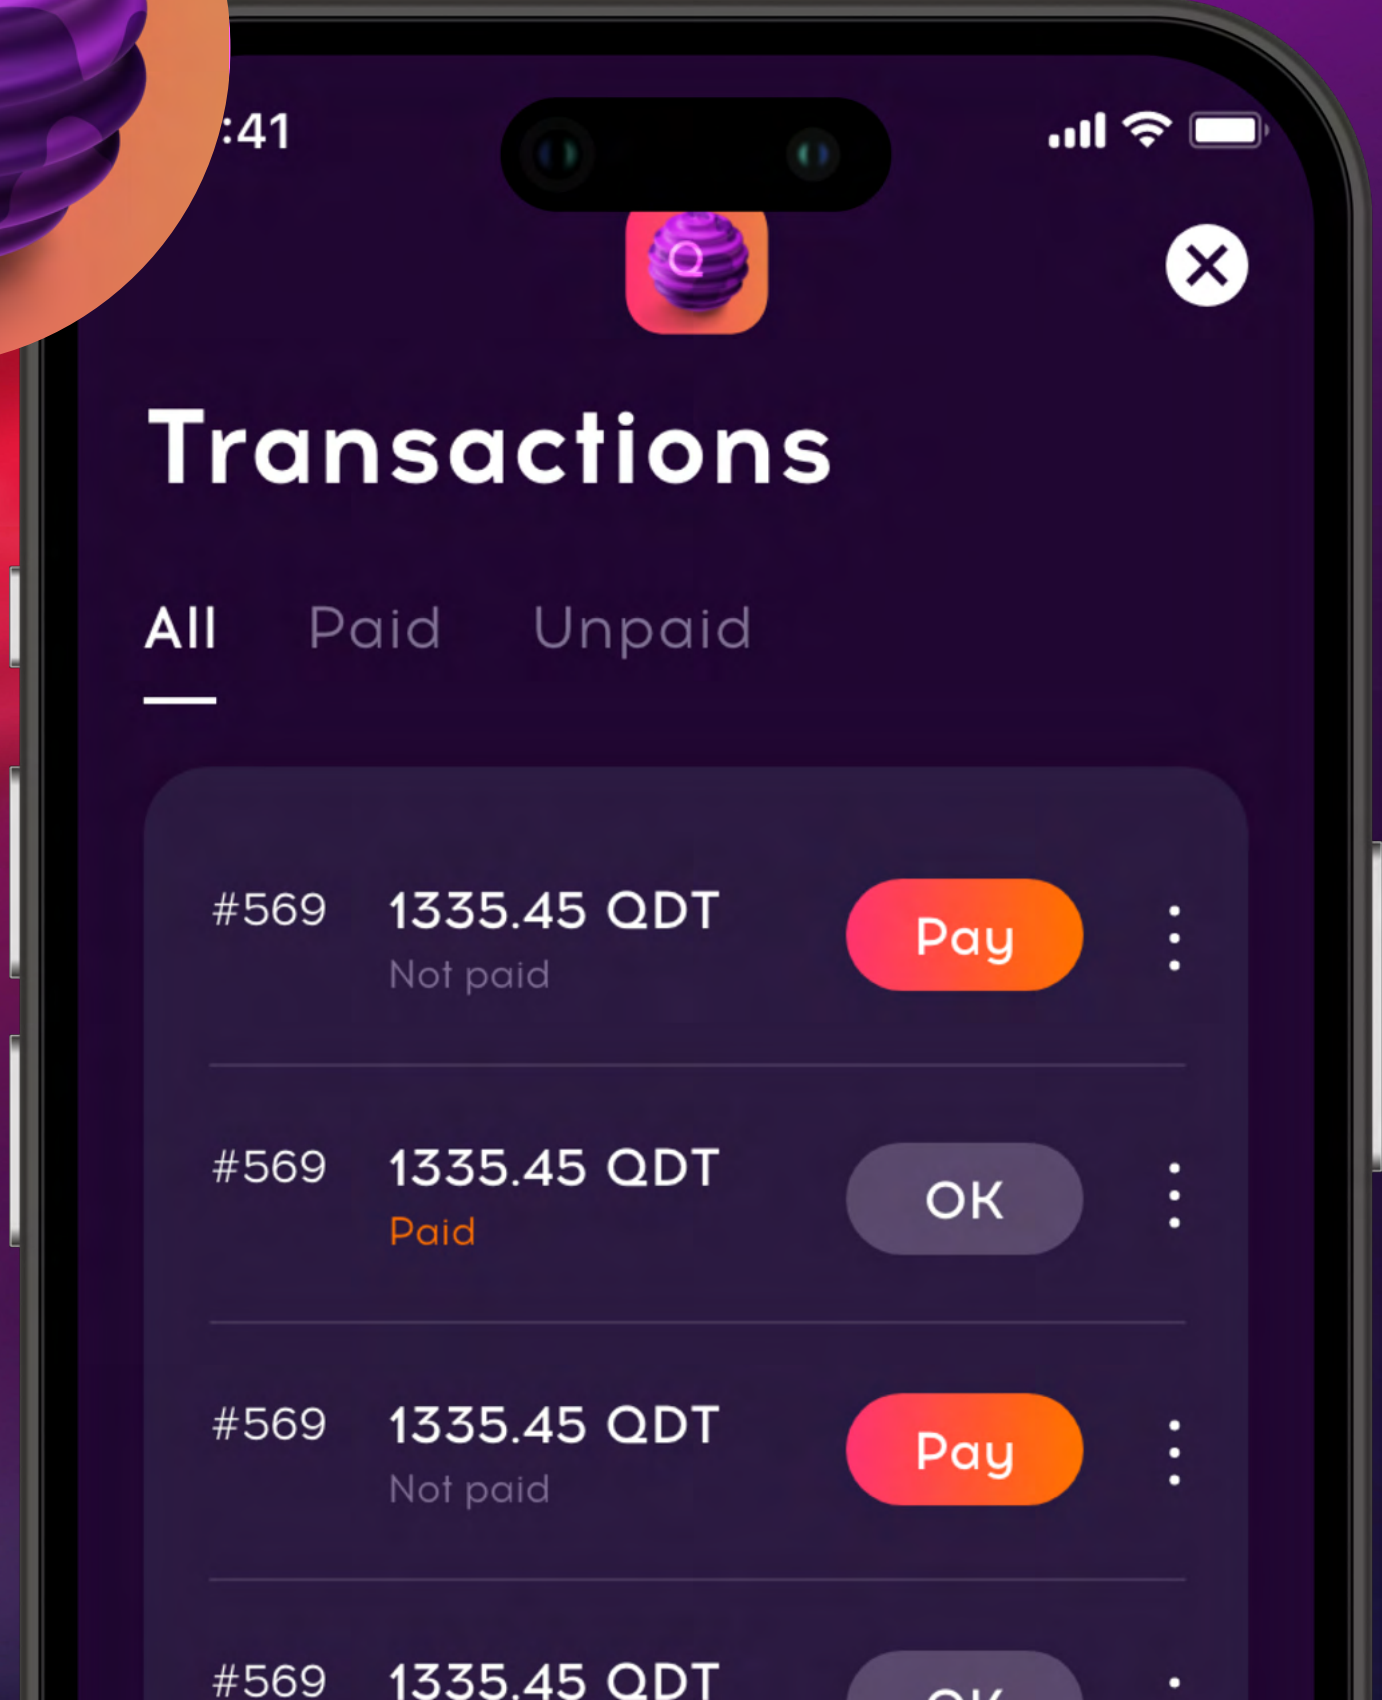 :41
Q
Transactions
All Paid Unpaid
#569 1335.45 QDT Pay
Not paid
#569 1335.45 QDT OK
Paid
#569 1335.45 QDT Pay
Not paid
#569 1335.45 QDT OK